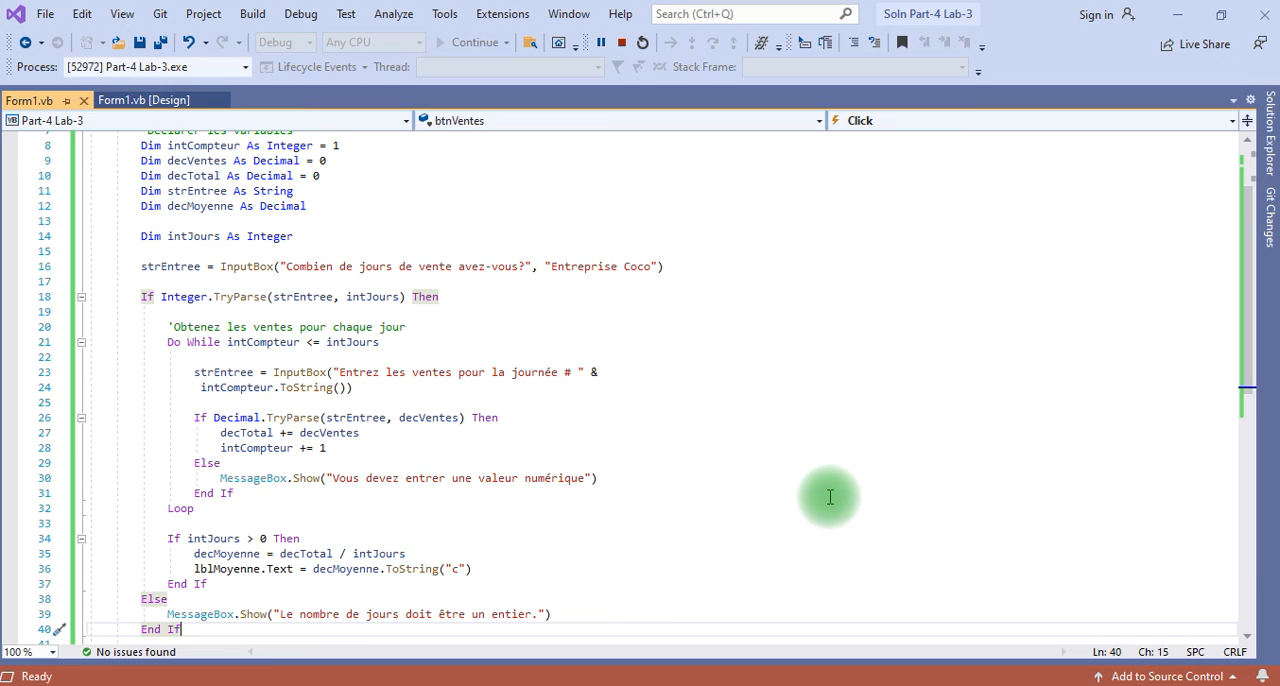 File Edit View Git Project Build Debug Test Analyze Tools Extensions Window Help Search (Ctrl+Q) Soln Part-4 Lab-3 Sign in
Debug Any CPU Continue Live Share
Process: [52972] Part-4 Lab-3.exe Lifecycle Events Thread: Stack Frame:
Form1.vb Form1.vb [Design]
Part-4 Lab-3 btnVentes Click
7 'Déclarer les variables
8 Dim intCompteur As Integer = 1
9 Dim decVentes As Decimal = 0
10 Dim decTotal As Decimal = 0
11 Dim strEntree As String
12 Dim decMoyenne As Decimal
13
14 Dim intJours As Integer
15
16 strEntree = InputBox("Combien de jours de vente avez-vous?", "Entreprise Coco")
17
18 If Integer.TryParse(strEntree, intJours) Then
19
20 'Obtenez les ventes pour chaque jour
21 Do While intCompteur <= intJours
22
23 strEntree = InputBox("Entrez les ventes pour la journée # " &
24 intCompteur.ToString())
25
26 If Decimal.TryParse(strEntree, decVentes) Then
27 decTotal += decVentes
28 intCompteur += 1
29 Else
30 MessageBox.Show("Vous devez entrer une valeur numérique")
31 End If
32 Loop
33
34 If intJours > 0 Then
35 decMoyenne = decTotal / intJours
36 lblMoyenne.Text = decMoyenne.ToString("c")
37 End If
38 Else
39 MessageBox.Show("Le nombre de jours doit être un entier.")
40 End If
41
100 % No issues found Ln: 40 Ch: 15 SPC CRLF
Ready Add to Source Control
Solution Explorer
Git Changes